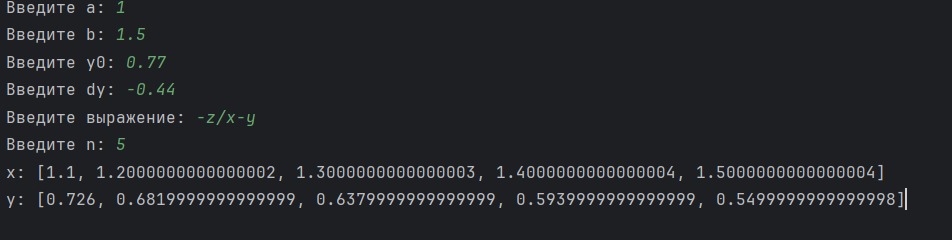 Введите a: 1
Введите b: 1.5
Введите y0: 0.77
Введите dy: -0.44
Введите выражение: -z/x-y
Введите n: 5
x: [1.1, 1.2000000000000002, 1.3000000000000003, 1.4000000000000004, 1.5000000000000004]
y: [0.726, 0.6819999999999999, 0.6379999999999999, 0.5939999999999999, 0.5499999999999998]